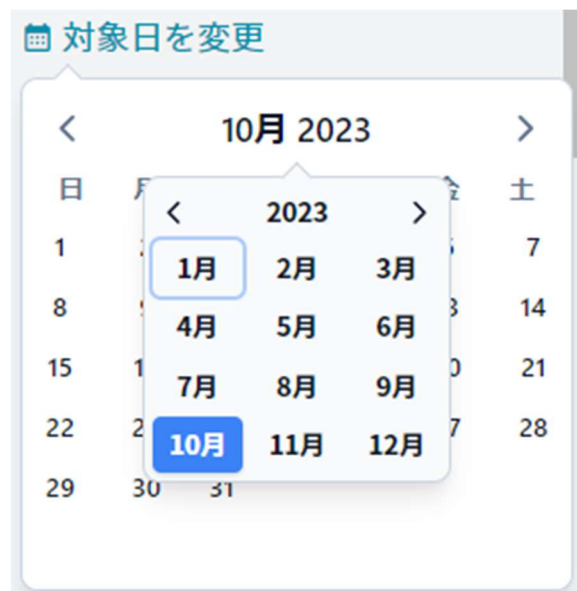 対象日を変更
10月 2023
日 土
2023
1 7
1月 2月 3月
8 14
4月 5月 6月
15 21
7月 8月 9月
22 28
10月 11月 12月
29 30 31